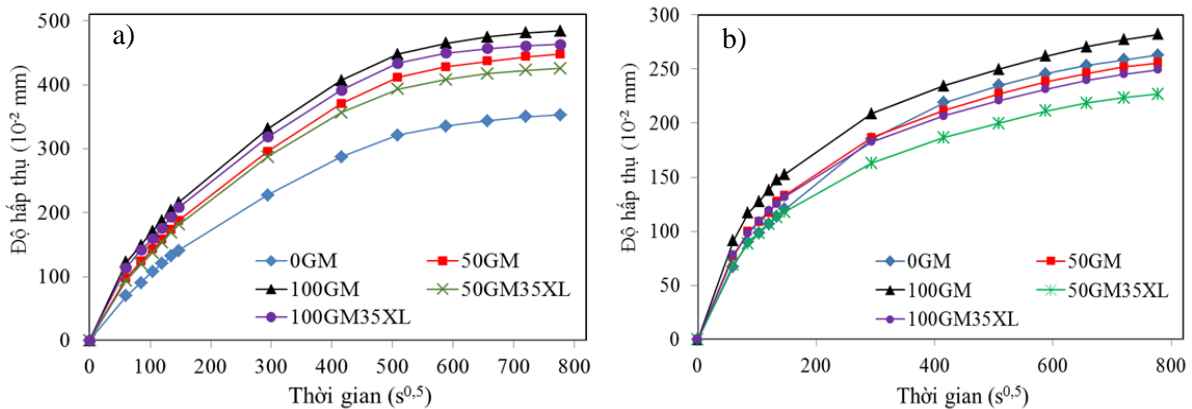 a)
Độ hấp thụ (10-2 mm)
500
400
300
200
100
0
0 100 200 300 400 500 600 700 800
Thời gian (s0,5)
0GM 50GM
100GM 50GM35XL
100GM35XL
b)
Độ hấp thụ (10-2 mm)
300
250
200
150
100
50
0
0 200 400 600 800
Thời gian (s0,5)
0GM 50GM
100GM 50GM35XL
100GM35XL